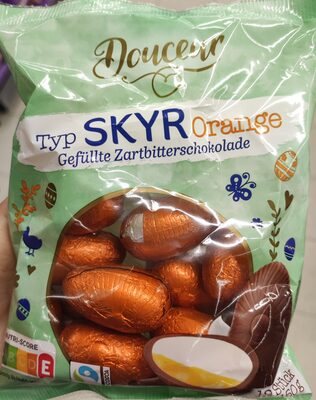 Douceur
Typ SKYR Orange
Gefüllte Zartbitterschokolade
NUTRI-SCORE
E